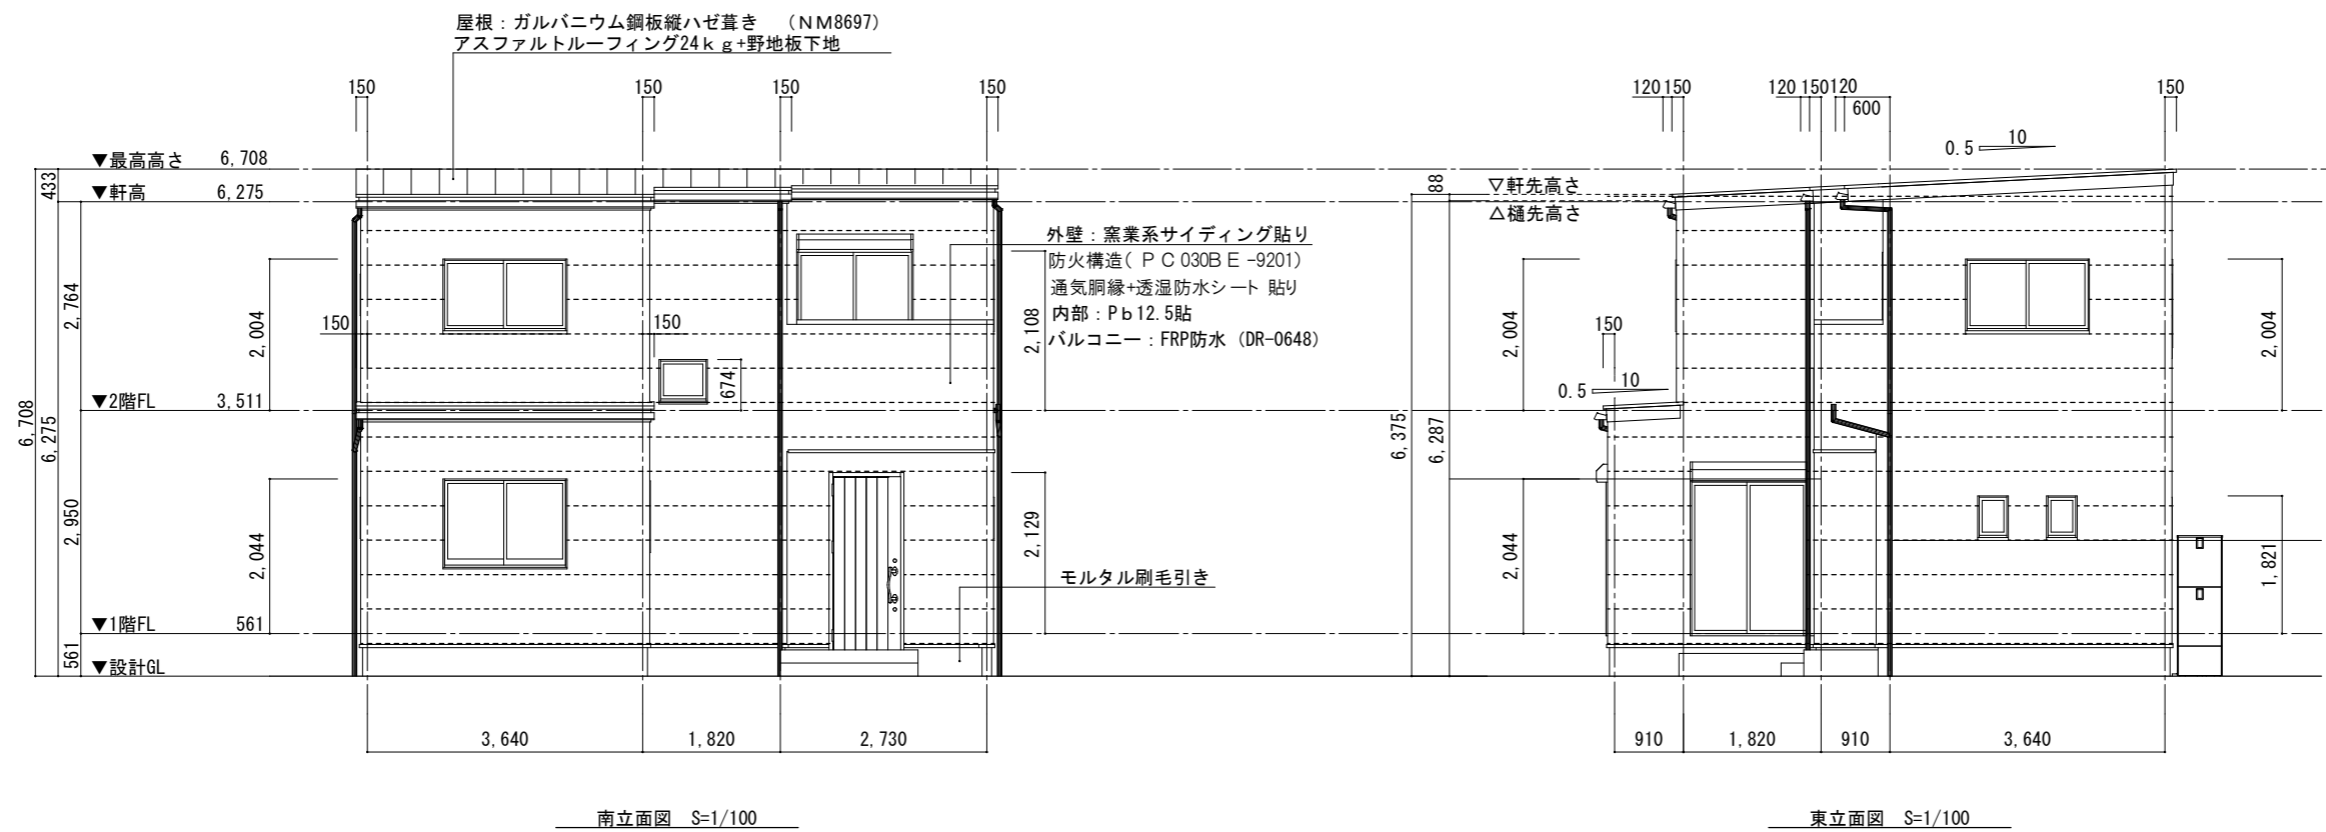 屋根：ガルバニウム鋼板縦ハゼ葺き （NM8697）
アスファルトルーフィング24ｋｇ+野地板下地
150 150 150 150
120 150 120 150 120 150
600
10
0.5
▼最高高さ 6,708
433
▼軒高 6,275
88
▽軒先高さ
△樋先高さ
外壁：窯業系サイディング貼り
防火構造(ＰＣ030ＢＥ-9201)
通気胴縁+透湿防水シート貼り
内部：Pｂ12.5貼
バルコニー：FRP防水 (DR-0648)
2,764
2,004
150
150
2,108
2,004
150
2,004
674
10
0.5
▼2階FL 3,511
6,708
6,275
6,375
6,287
2,950
2,044
2,129
2,044
1,821
モルタル刷毛引き
▼1階FL 561
561
▼設計GL
3,640 1,820 2,730
910 1,820 910 3,640
南立面図 S=1/100
東立面図 S=1/100